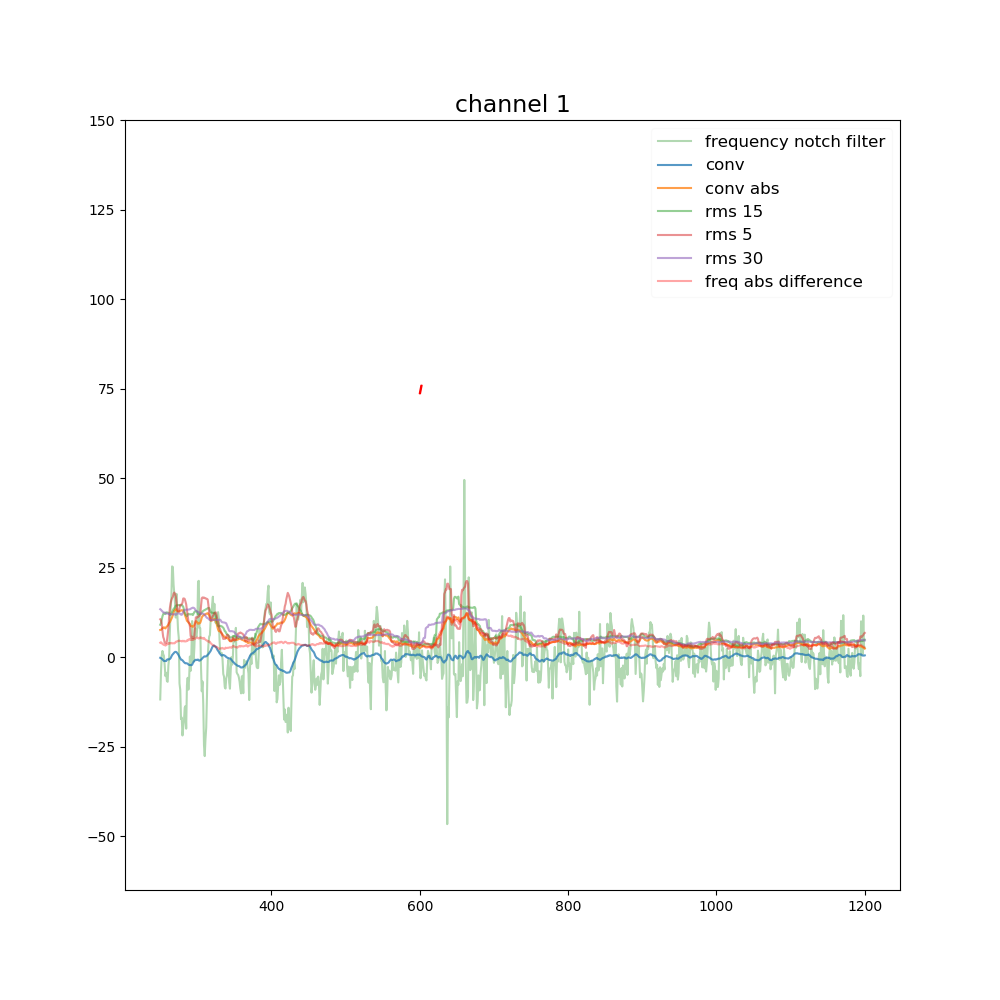 channel 1
150
125
100
75
50
25
0
−25
−50
400 600 800 1000 1200
frequency notch filter
conv
conv abs
rms 15
rms 5
rms 30
freq abs difference